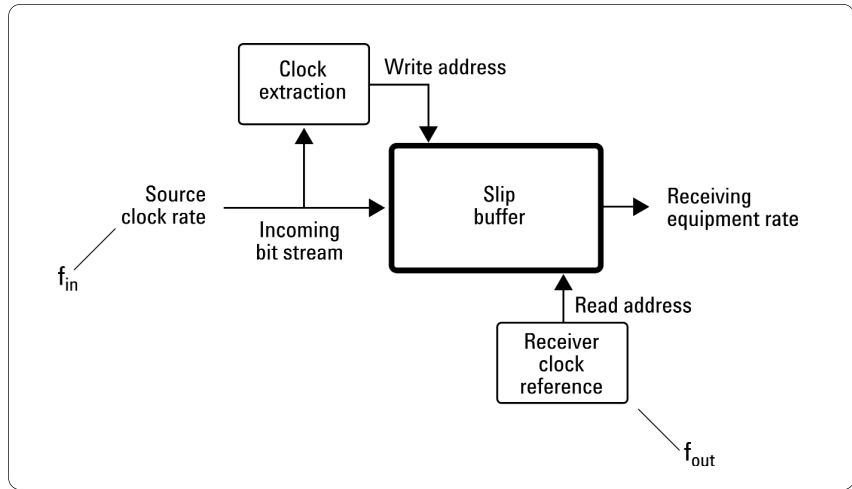 Clock
extraction
Write address
Source
clock rate
Incoming
bit stream
Slip
buffer
Receiving
equipment rate
f_in
Read address
Receiver
clock
reference
f_out